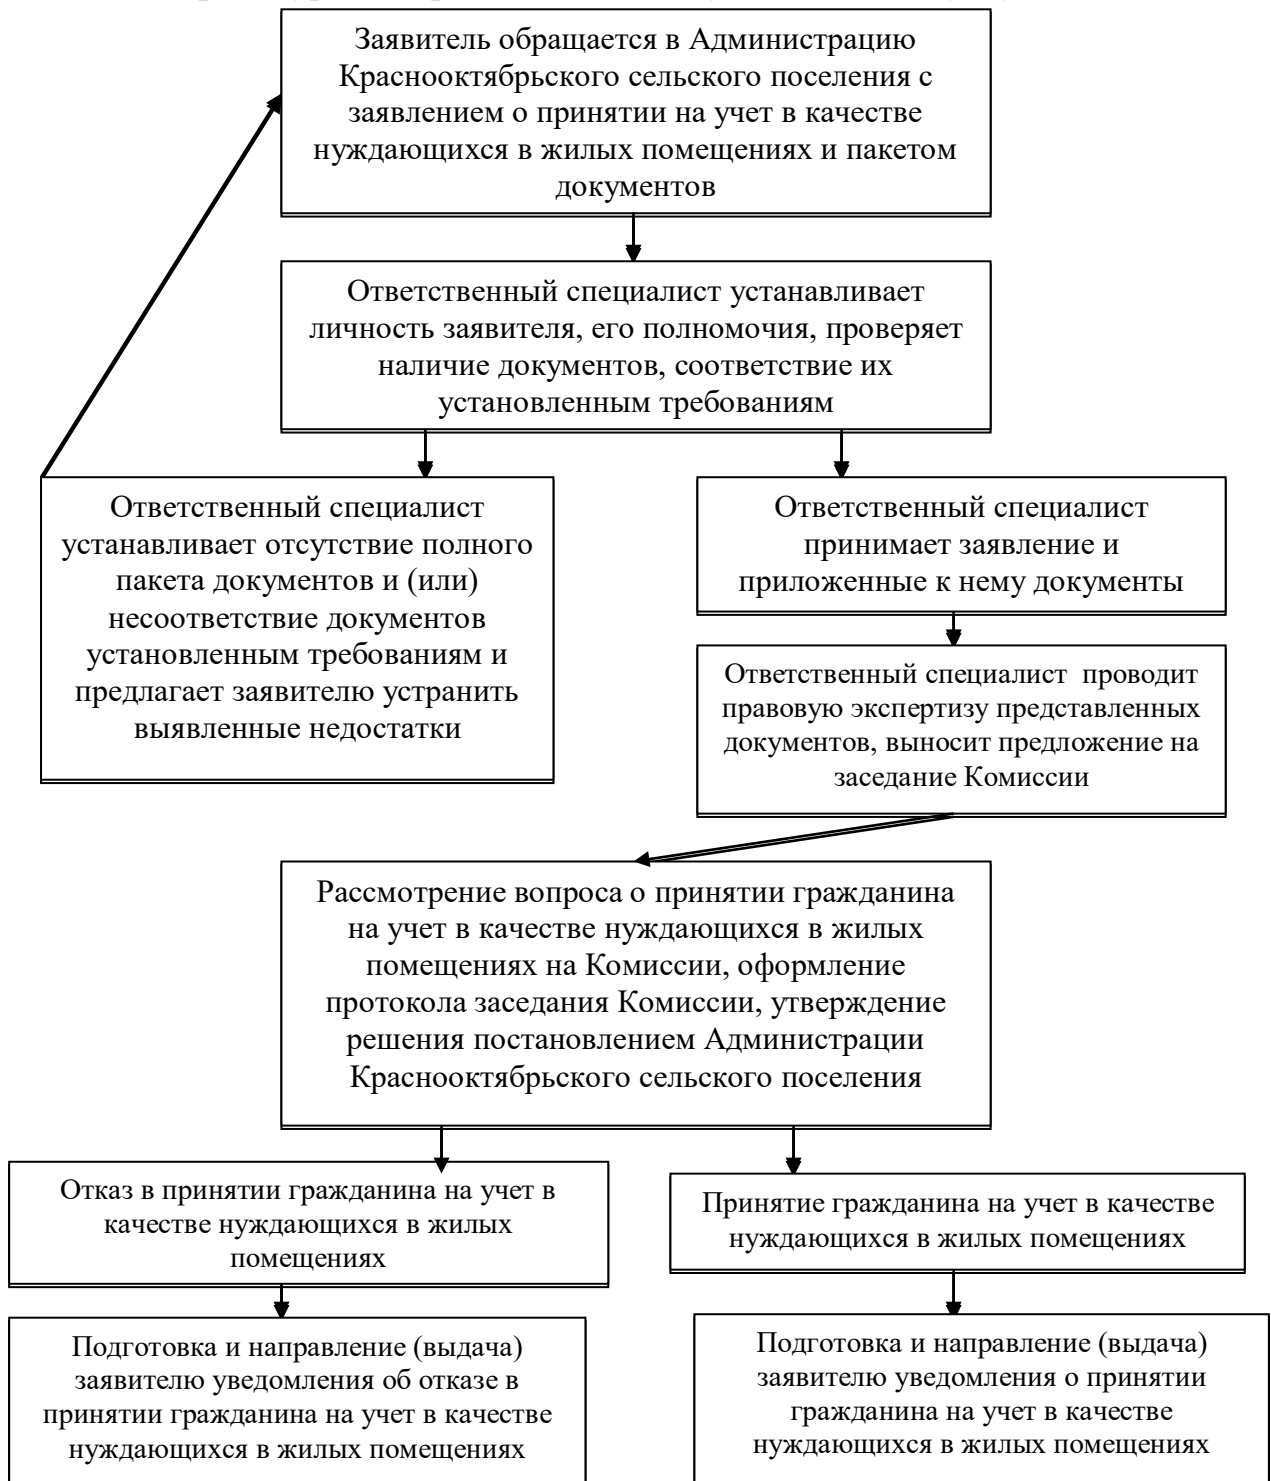 Заявитель обращается в Администрацию
Краснооктябрьского сельского поселения с
заявлением о принятии на учет в качестве
нуждающихся в жилых помещениях и пакетом
документов
Ответственный специалист устанавливает
личность заявителя, его полномочия, проверяет
наличие документов, соответствие их
установленным требованиям
Ответственный специалист
устанавливает отсутствие полного
пакета документов и (или)
несоответствие документов
установленным требованиям и
предлагает заявителю устранить
выявленные недостатки
Ответственный специалист
принимает заявление и
приложенные к нему документы
Ответственный специалист проводит
правовую экспертизу представленных
документов, выносит предложение на
заседание Комиссии
Рассмотрение вопроса о принятии гражданина
на учет в качестве нуждающихся в жилых
помещениях на Комиссии, оформление
протокола заседания Комиссии, утверждение
решения постановлением Администрации
Краснооктябрьского сельского поселения
Отказ в принятии гражданина на учет в
качестве нуждающихся в жилых
помещениях
Принятие гражданина на учет в качестве
нуждающихся в жилых помещениях
Подготовка и направление (выдача)
заявителю уведомления об отказе в
принятии гражданина на учет в качестве
нуждающихся в жилых помещениях
Подготовка и направление (выдача)
заявителю уведомления о принятии
гражданина на учет в качестве
нуждающихся в жилых помещениях